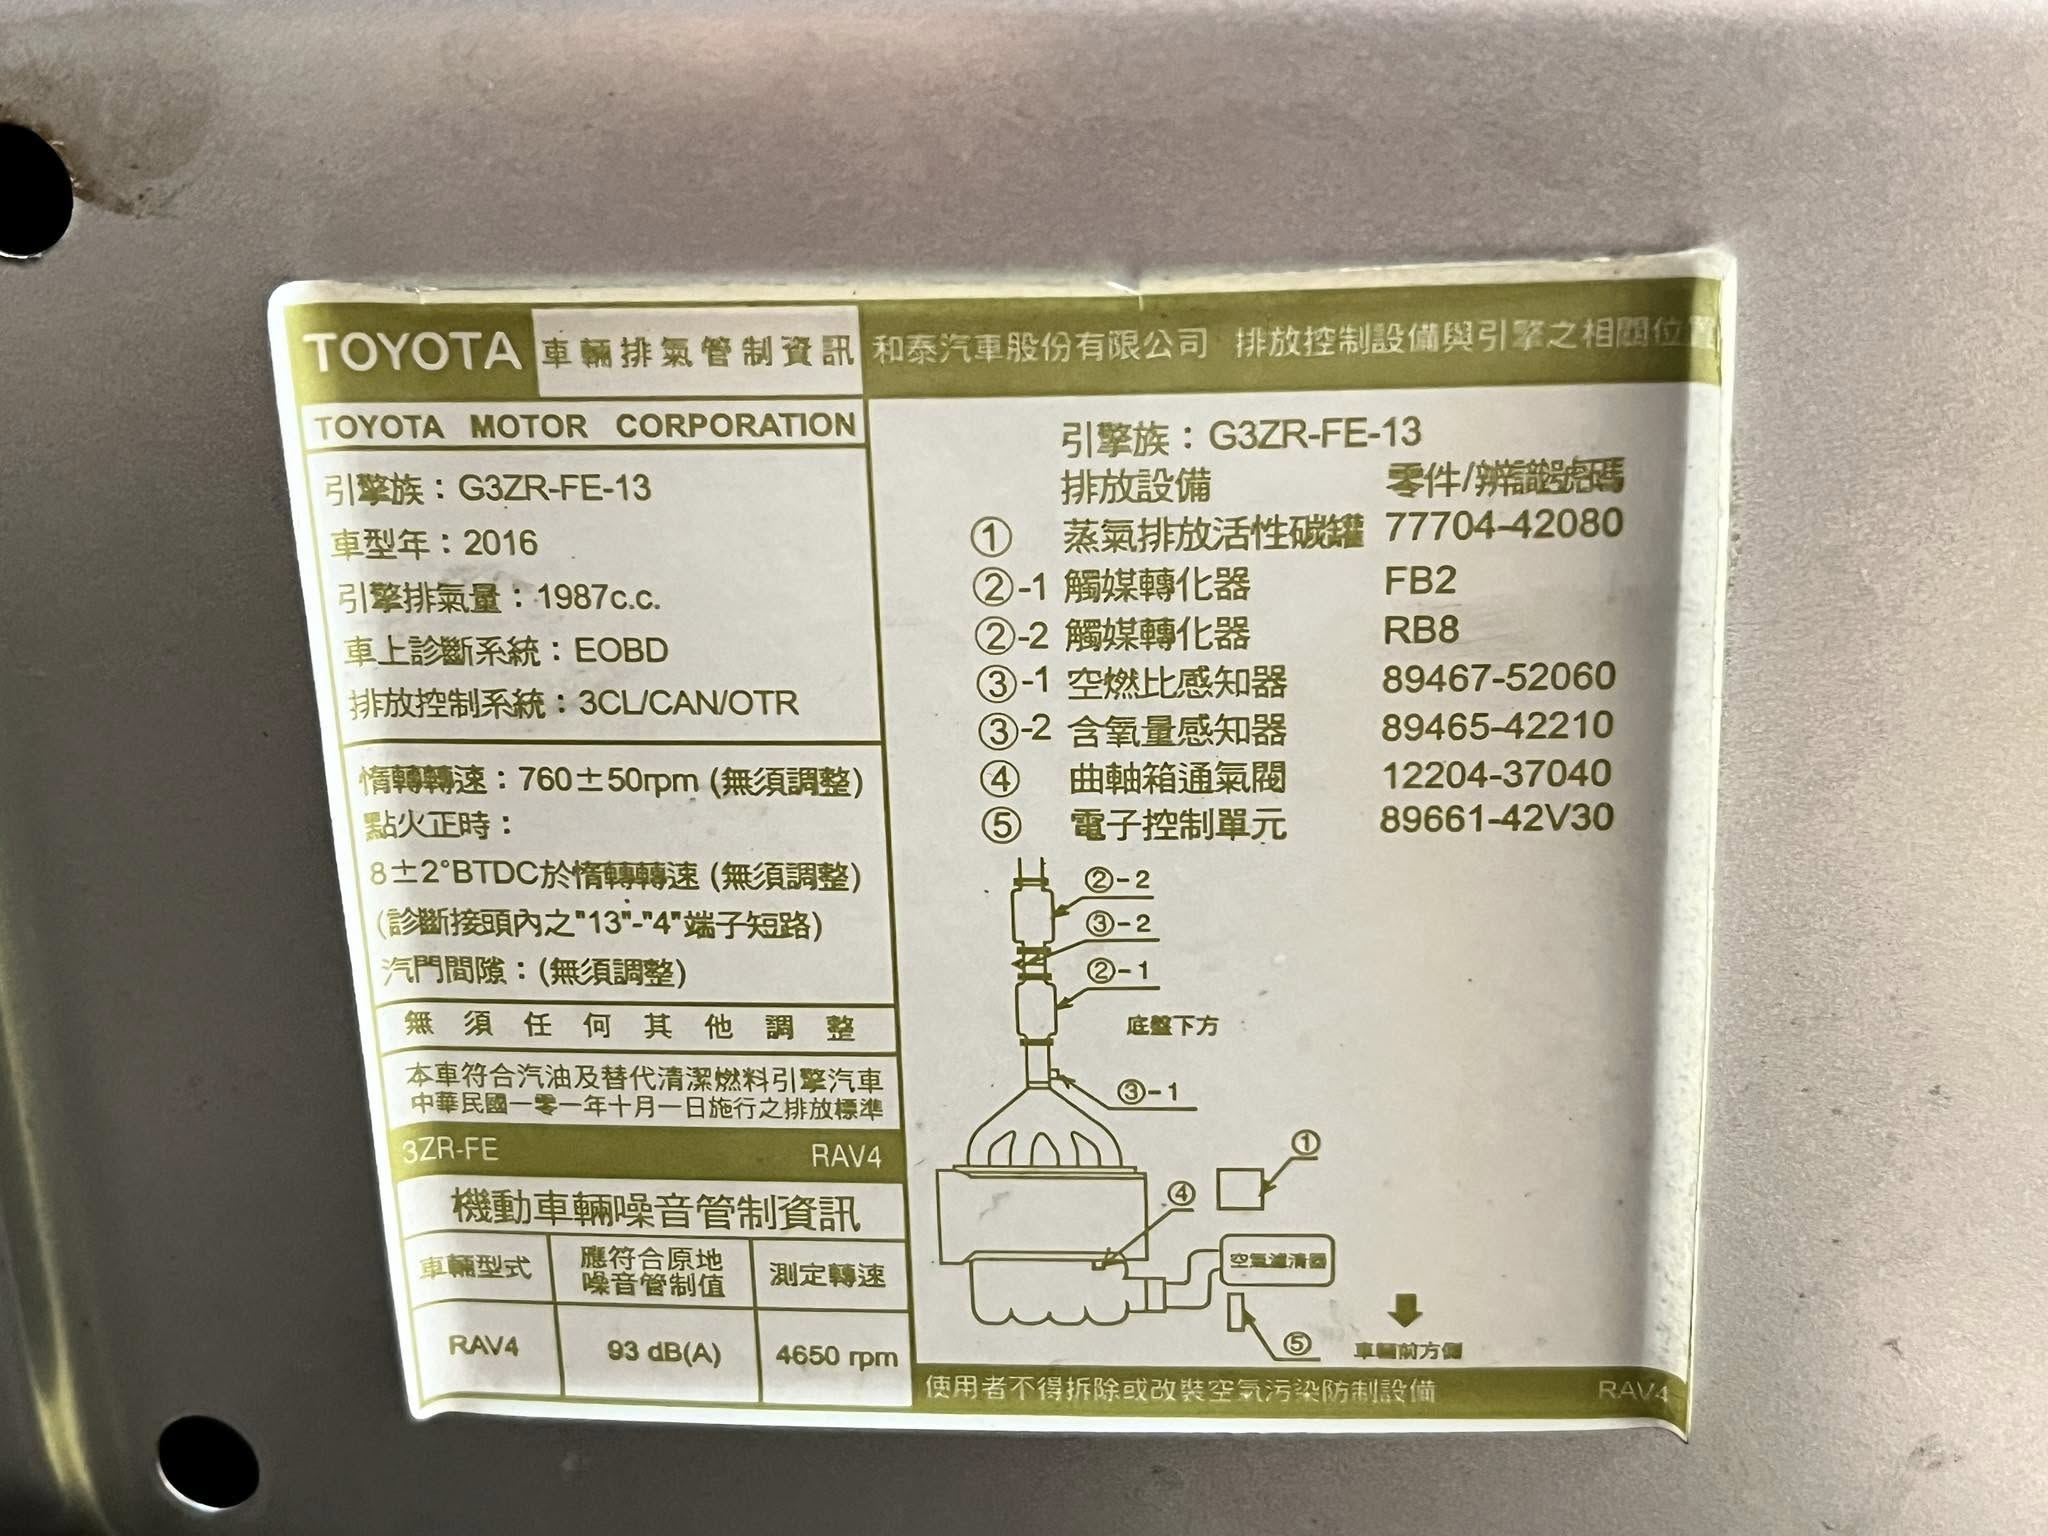 TOYOTA 車輛排氣管制資訊
TOYOTA MOTOR CORPORATION
引擎族：G3ZR-FE-13
車型年：2016
引擎排氣量：1987c.c.
車上診斷系統：EOBD
排放控制系統：3CL/CAN/OTR
惰轉轉速：760±50rpm (無須調整)
點火正時：
8±2°BTDC於惰轉轉速 (無須調整)
(診斷接頭內之"13"-"4"端子短路)
汽門間隙：(無須調整)
無須任何其他調整
本車符合汽油及替代清潔燃料引擎汽車
中華民國一零一年十月一日施行之排放標準
3ZR-FE RAV4
機動車輛噪音管制資訊
車輛型式 應符合原地噪音管制值 測定轉速
RAV4 93 dB(A) 4650 rpm
和泰汽車股份有限公司 排放控制設備與引擎之相關位置
引擎族：G3ZR-FE-13
排放設備 零件/辨識號碼
① 蒸氣排放活性碳罐 77704-42080
②-1 觸媒轉化器 FB2
②-2 觸媒轉化器 RB8
③-1 空燃比感知器 89467-52060
③-2 含氧量感知器 89465-42210
④ 曲軸箱通氣閥 12204-37040
⑤ 電子控制單元 89661-42V30
②-2
③-2
②-1
底盤下方
③-1
①
④
空氣濾清器
⑤
車輛前方側
使用者不得拆除或改裝空氣污染防制設備 RAV4